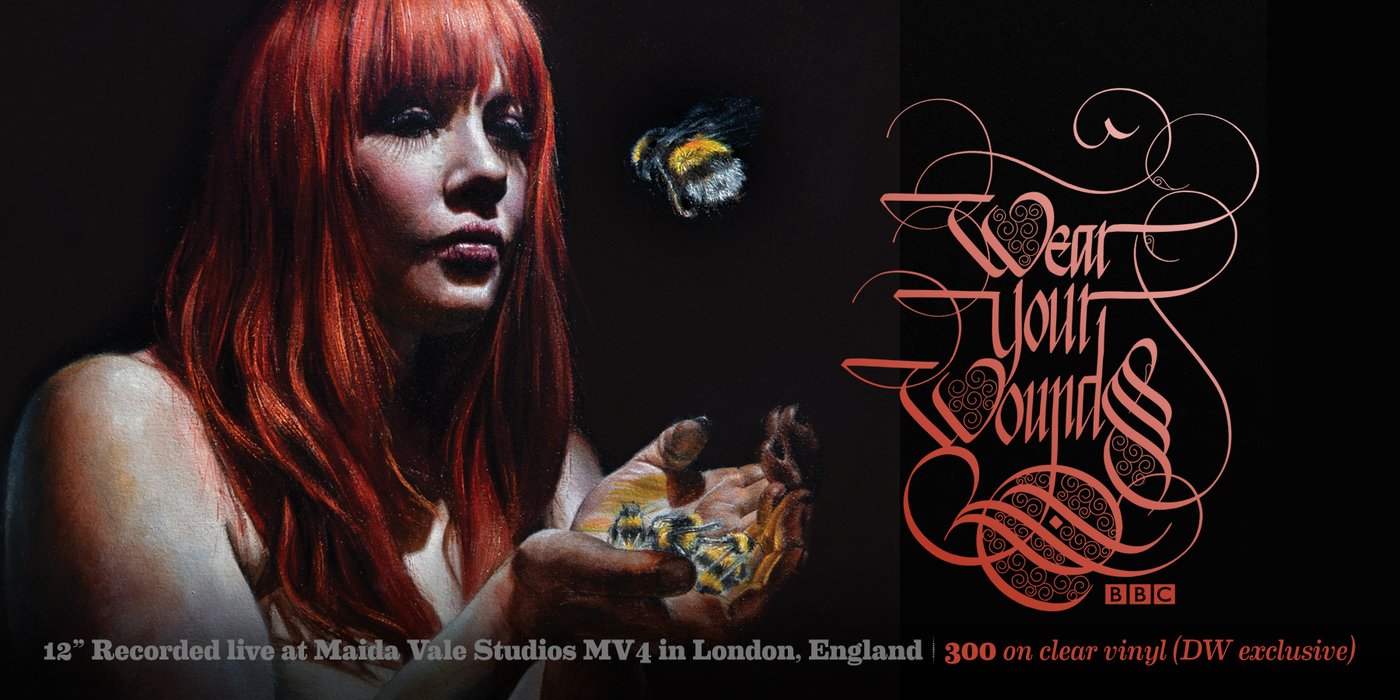 Wear
your
Wounds
BBC
12” Recorded live at Maida Vale Studios MV4 in London, England | 300 on clear vinyl (DW exclusive)